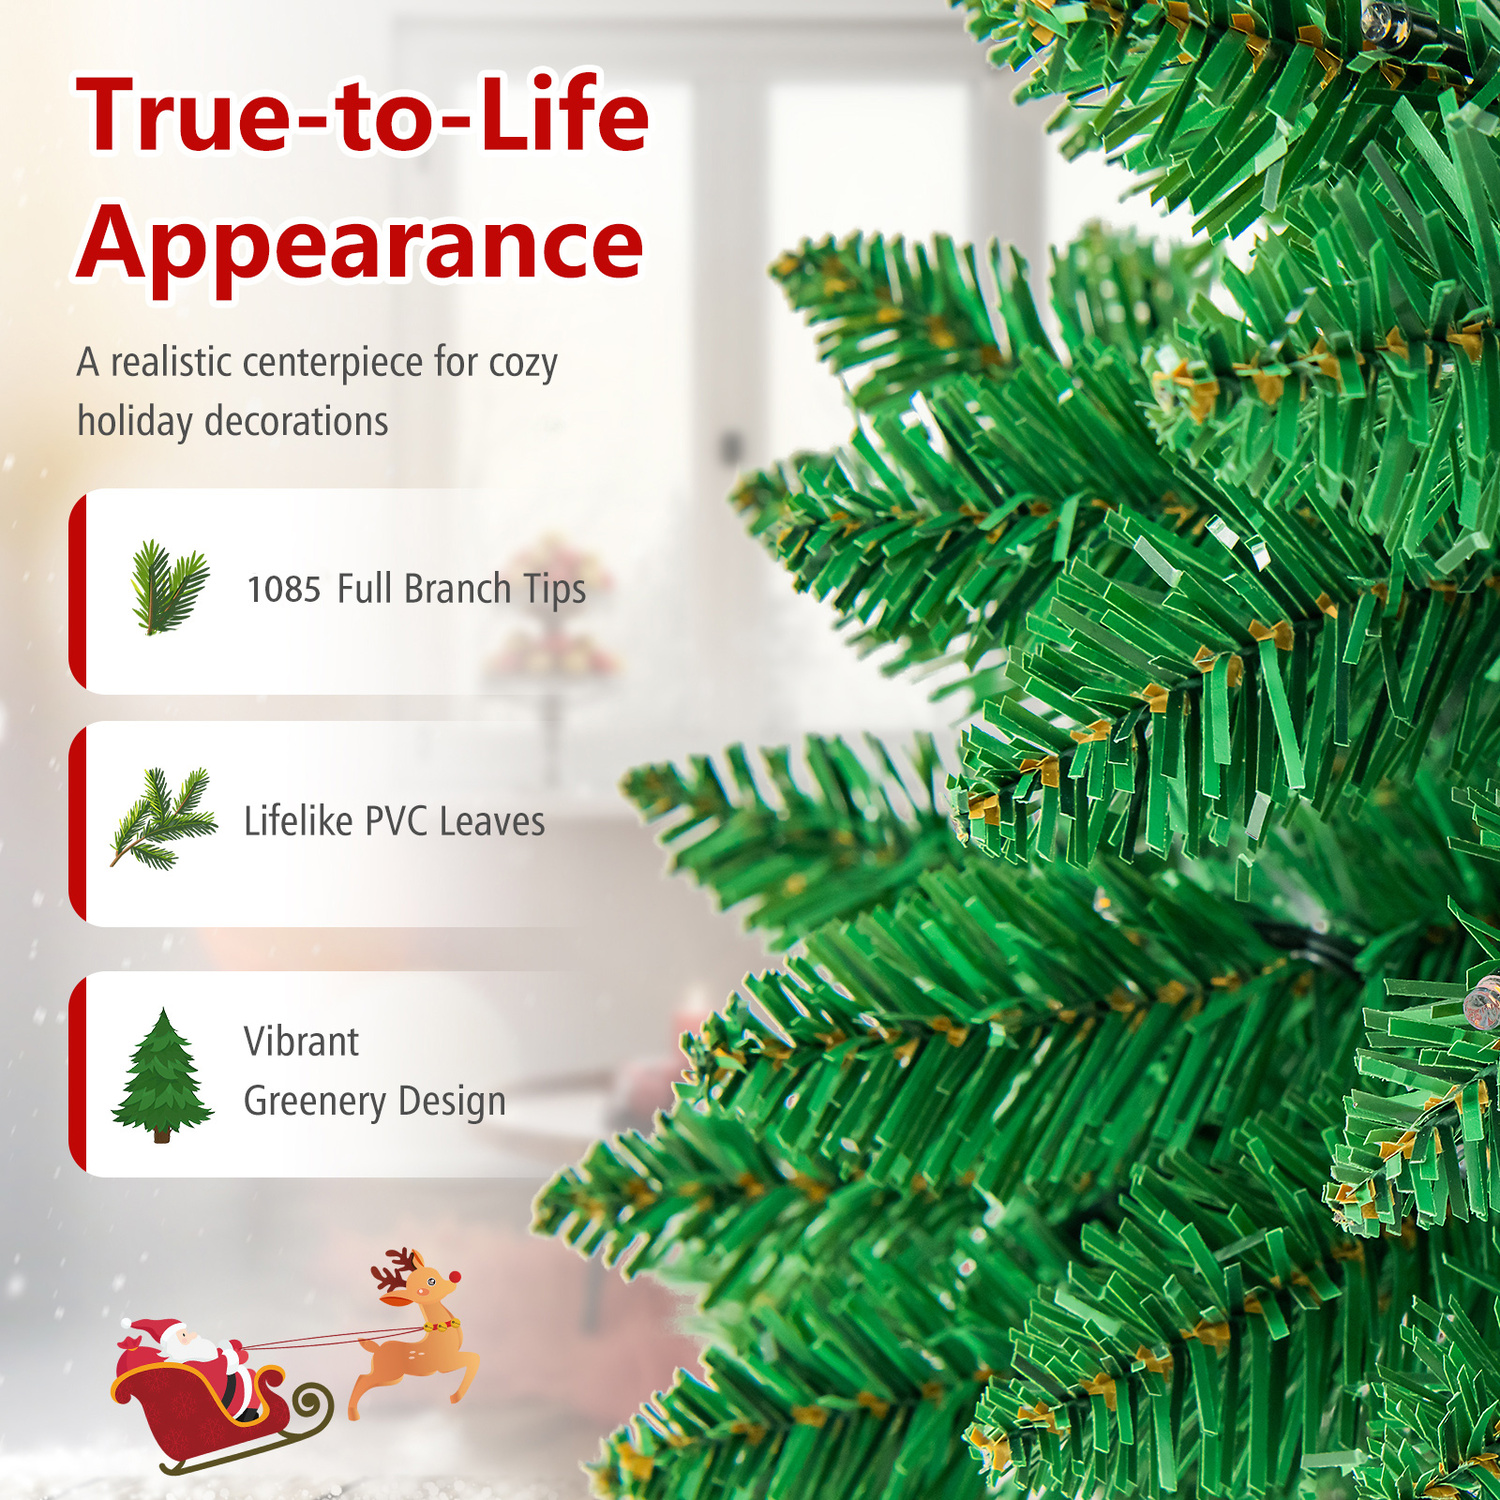 True-to-Life
Appearance
A realistic centerpiece for cozy
holiday decorations
1085 Full Branch Tips
Lifelike PVC Leaves
Vibrant
Greenery Design